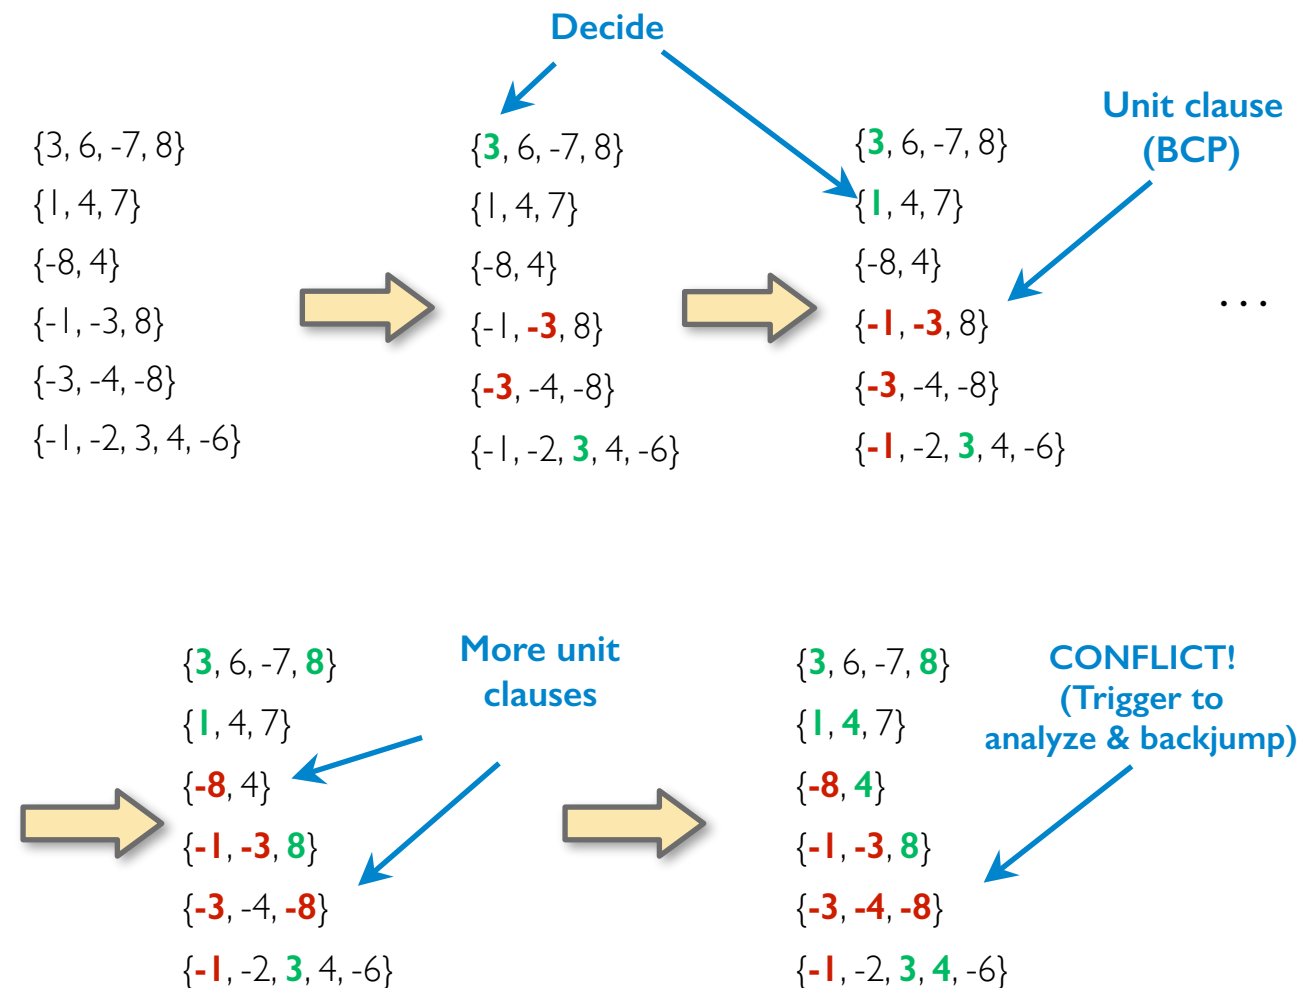 Decide
{3, 6, -7, 8}
{1, 4, 7}
{-8, 4}
{-1, -3, 8}
{-3, -4, -8}
{-1, -2, 3, 4, -6}
{3, 6, -7, 8}
{1, 4, 7}
{-8, 4}
{-1, -3, 8}
{-3, -4, -8}
{-1, -2, 3, 4, -6}
{3, 6, -7, 8}
{1, 4, 7}
{-8, 4}
{-1, -3, 8}
{-3, -4, -8}
{-1, -2, 3, 4, -6}
Unit clause
(BCP)
...
{3, 6, -7, 8}
{1, 4, 7}
{-8, 4}
{-1, -3, 8}
{-3, -4, -8}
{-1, -2, 3, 4, -6}
More unit
clauses
{3, 6, -7, 8}
{1, 4, 7}
{-8, 4}
{-1, -3, 8}
{-3, -4, -8}
{-1, -2, 3, 4, -6}
CONFLICT!
(Trigger to
analyze & backjump)